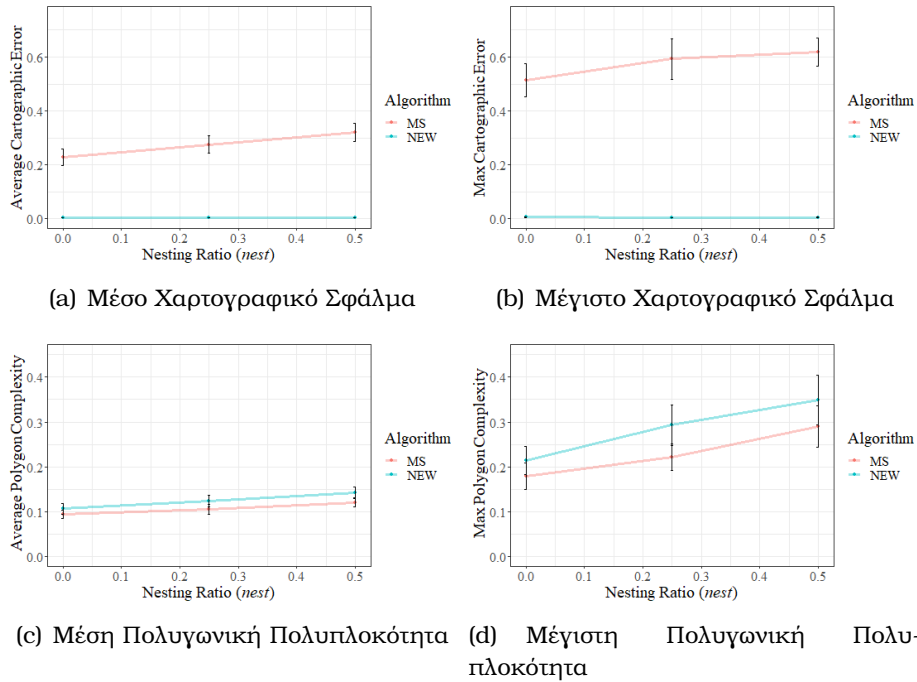 Average Cartographic Error
0.6
0.4
0.2
0.0
0.0 0.1 0.2 0.3 0.4 0.5
Nesting Ratio (nest)
Algorithm
MS
NEW
(a) Μέσο Χαρτογραφικό Σφάλμα
Max Cartographic Error
0.6
0.4
0.2
0.0
0.0 0.1 0.2 0.3 0.4 0.5
Nesting Ratio (nest)
Algorithm
MS
NEW
(b) Μέγιστο Χαρτογραφικό Σφάλμα
Average Polygon Complexity
0.4
0.3
0.2
0.1
0.0
0.0 0.1 0.2 0.3 0.4 0.5
Nesting Ratio (nest)
Algorithm
MS
NEW
(c) Μέση Πολυγωνική Πολυπλοκότητα
Max Polygon Complexity
0.4
0.3
0.2
0.1
0.0
0.0 0.1 0.2 0.3 0.4 0.5
Nesting Ratio (nest)
Algorithm
MS
NEW
(d) Μέγιστη Πολυγωνική Πολυ-
πλοκότητα